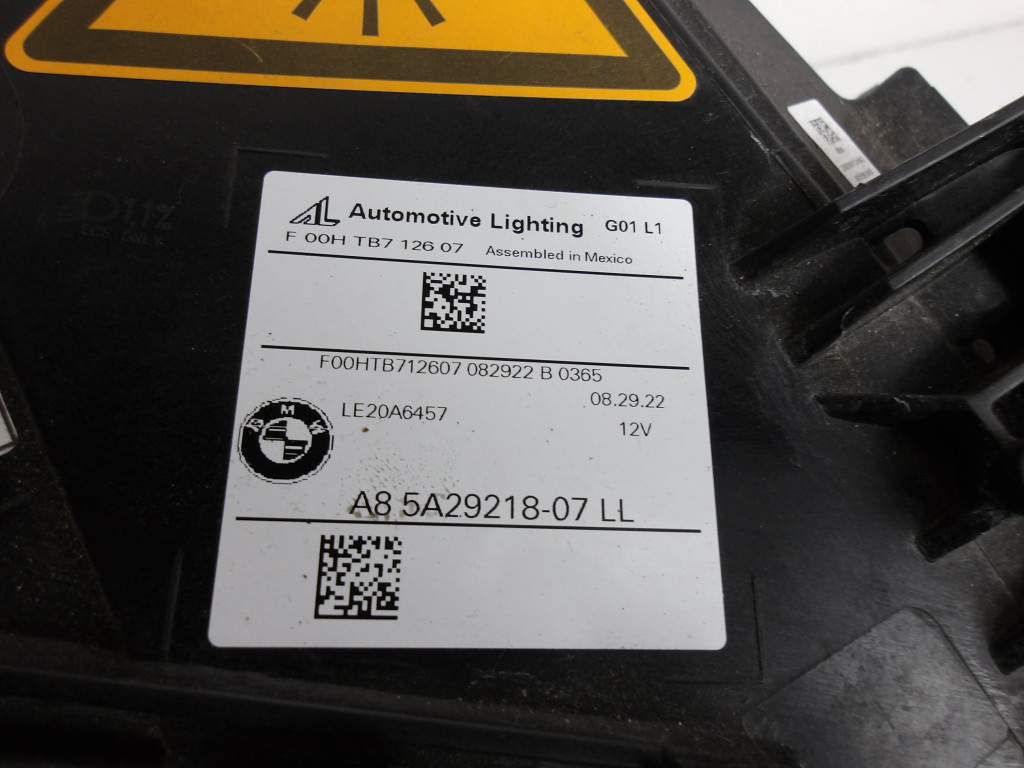 Automotive Lighting G01 L1
F 00H TB7 126 07 Assembled in Mexico
F00HTB712607 082922 B 0365
08.29.22
BMW
LE20A6457
12V
A8 5A29218-07 LL